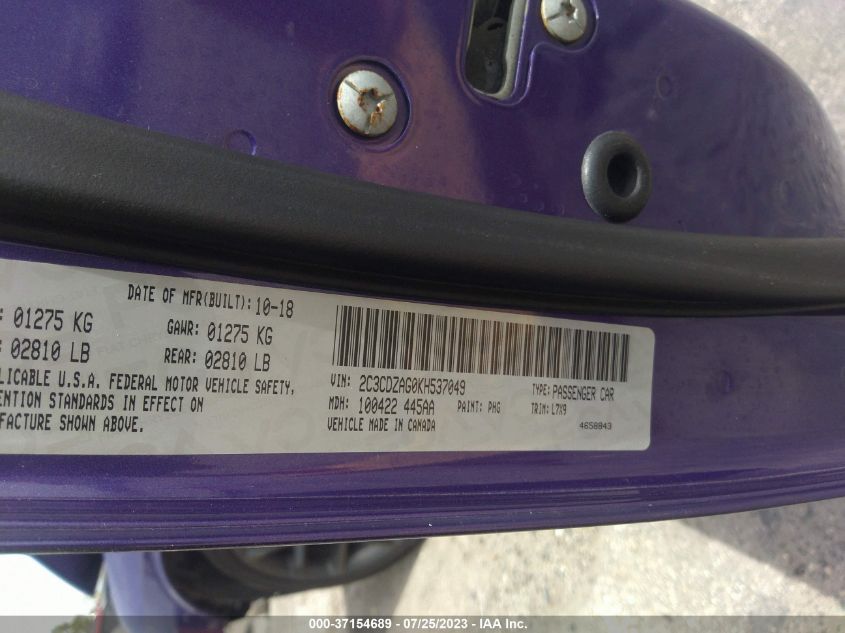 DATE OF MFR(BUILT): 10-18
: 01275 KG GAWR: 01275 KG
: 02810 LB REAR: 02810 LB
LICABLE U.S.A. FEDERAL MOTOR VEHICLE SAFETY,
ENTION STANDARDS IN EFFECT ON
FACTURE SHOWN ABOVE.
VIN: 2C3CDZAG0KH537049 TYPE: PASSENGER CAR
MDH: 100422 445AA PAINT: PHG TRIM: L7X9
VEHICLE MADE IN CANADA 4658843
000-37154689 - 07/25/2023 - IAA Inc.